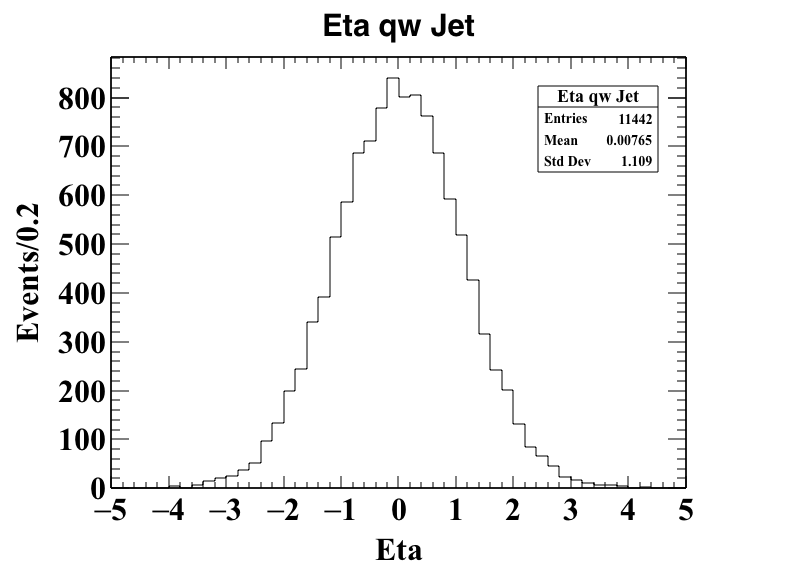 Eta qw Jet
Eta qw Jet
Entries 11442
Mean 0.00765
Std Dev 1.109
Events/0.2
800
700
600
500
400
300
200
100
0
−5 −4 −3 −2 −1 0 1 2 3 4 5
Eta